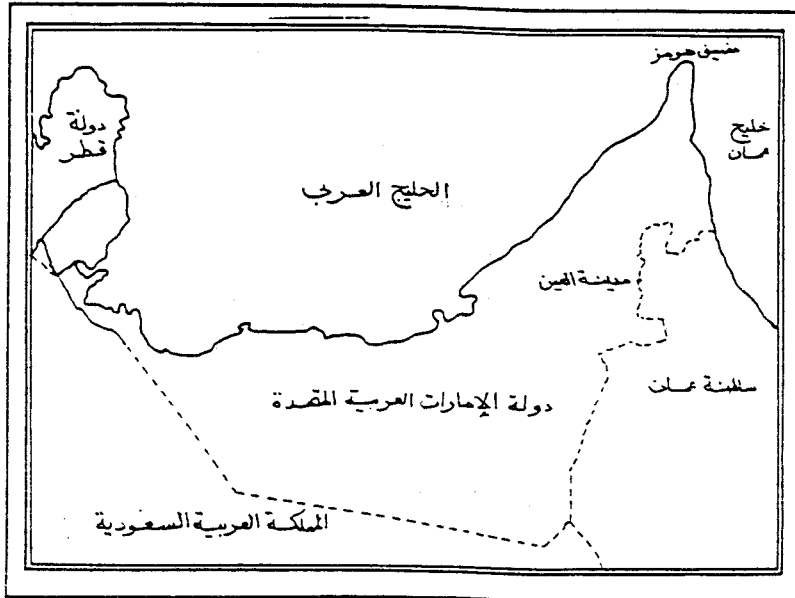 مضيق هرمز
خليج
عمان
دولة
قطر
الخليج العربي
مدينة العين
سلطنة عمان
دولة الإمارات العربية المتحدة
المملكة العربية السعودية